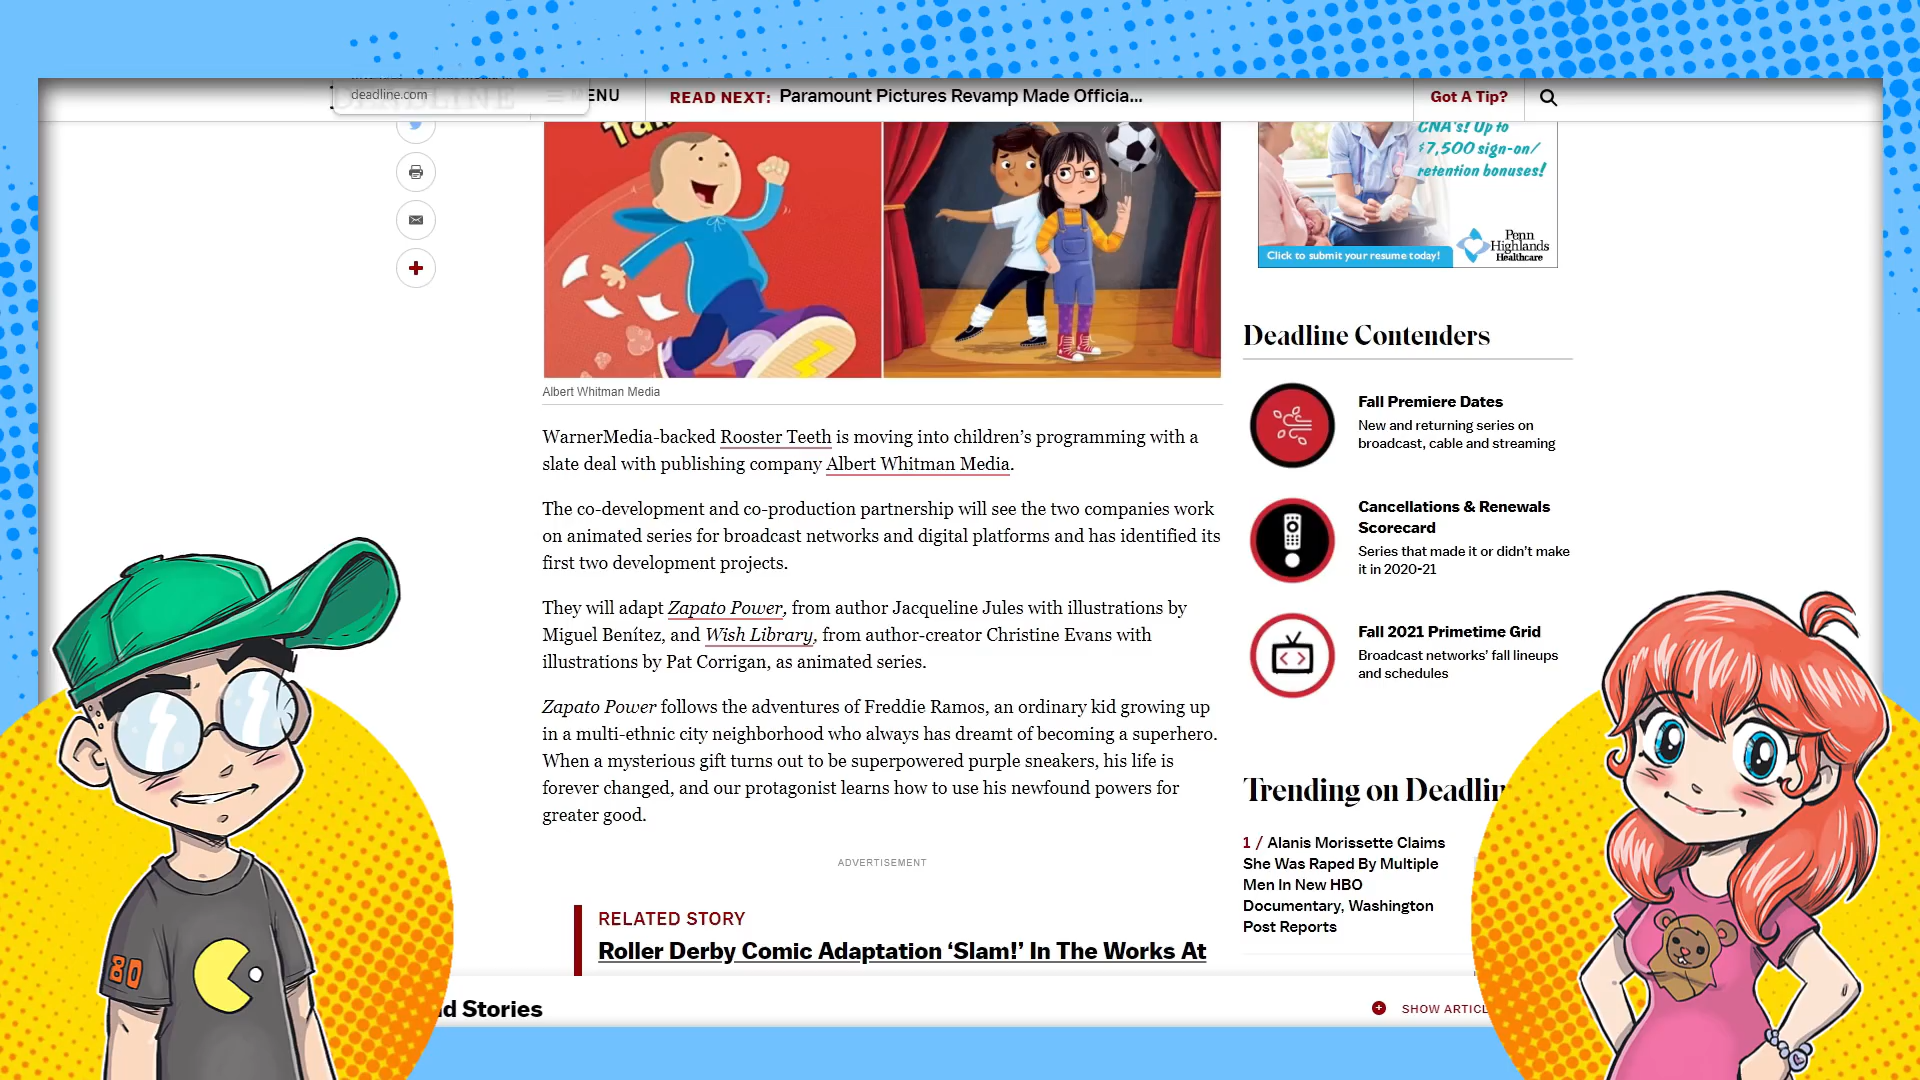 deadline.com
DEADLINE
ENU
READ NEXT: Paramount Pictures Revamp Made Officia...
Got A Tip?
CNA's! Up to
$7,500 sign-on/
retention bonuses!
Penn
Highlands
Healthcare
Click to submit your resume today!
Albert Whitman Media
WarnerMedia-backed Rooster Teeth is moving into children’s programming with a
slate deal with publishing company Albert Whitman Media.
The co-development and co-production partnership will see the two companies work
on animated series for broadcast networks and digital platforms and has identified its
first two development projects.
They will adapt Zapato Power, from author Jacqueline Jules with illustrations by
Miguel Benítez, and Wish Library, from author-creator Christine Evans with
illustrations by Pat Corrigan, as animated series.
Zapato Power follows the adventures of Freddie Ramos, an ordinary kid growing up
in a multi-ethnic city neighborhood who always has dreamt of becoming a superhero.
When a mysterious gift turns out to be superpowered purple sneakers, his life is
forever changed, and our protagonist learns how to use his newfound powers for
greater good.
ADVERTISEMENT
RELATED STORY
Roller Derby Comic Adaptation ‘Slam!’ In The Works At
d Stories
Deadline Contenders
Fall Premiere Dates
New and returning series on
broadcast, cable and streaming
Cancellations & Renewals
Scorecard
Series that made it or didn’t make
it in 2020-21
Fall 2021 Primetime Grid
Broadcast networks’ fall lineups
and schedules
Trending on Deadlin
1 / Alanis Morissette Claims
She Was Raped By Multiple
Men In New HBO
Documentary, Washington
Post Reports
SHOW ARTICL
80